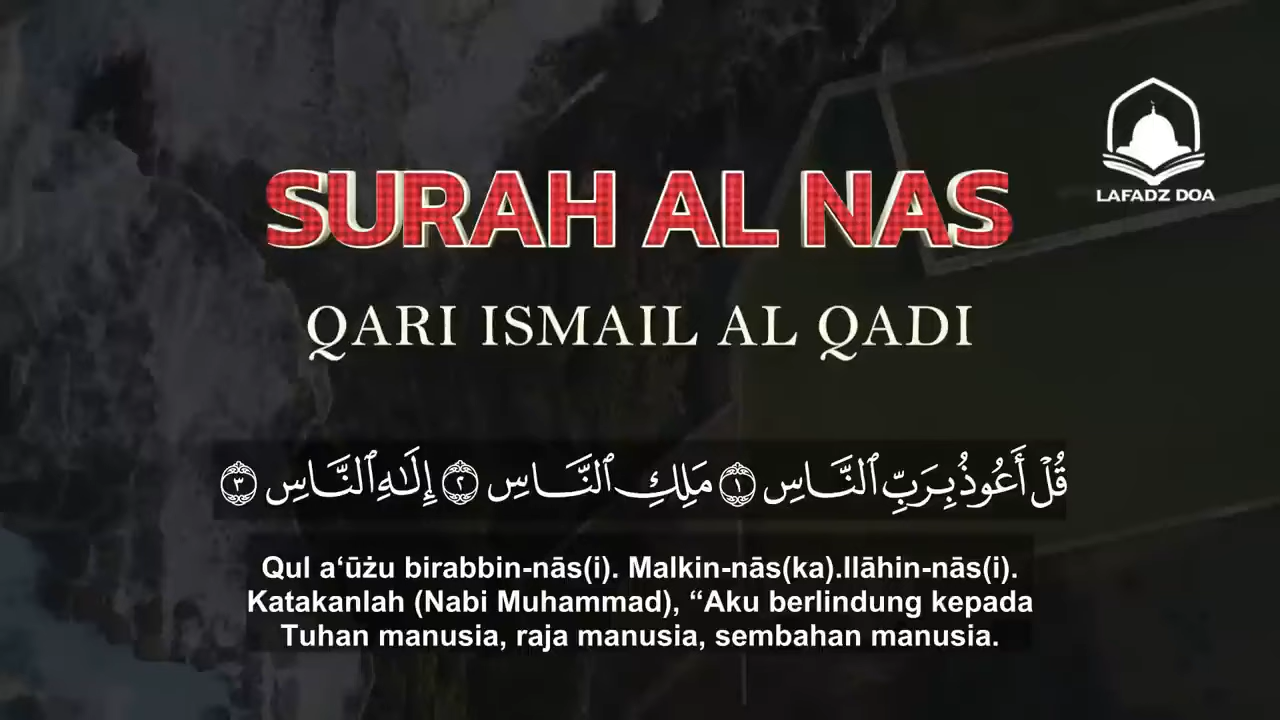 SURAH AL NAS
LAFADZ DOA
QARI ISMAIL AL QADI
قُلْ أَعُوذُ بِرَبِّ ٱلنَّاسِ ١ مَلِكِ ٱلنَّاسِ ٢ إِلَٰهِ ٱلنَّاسِ ٣
Qul a‘ūżu birabbin-nās(i). Malkin-nās(ka).Ilāhin-nās(i).
Katakanlah (Nabi Muhammad), “Aku berlindung kepada
Tuhan manusia, raja manusia, sembahan manusia.